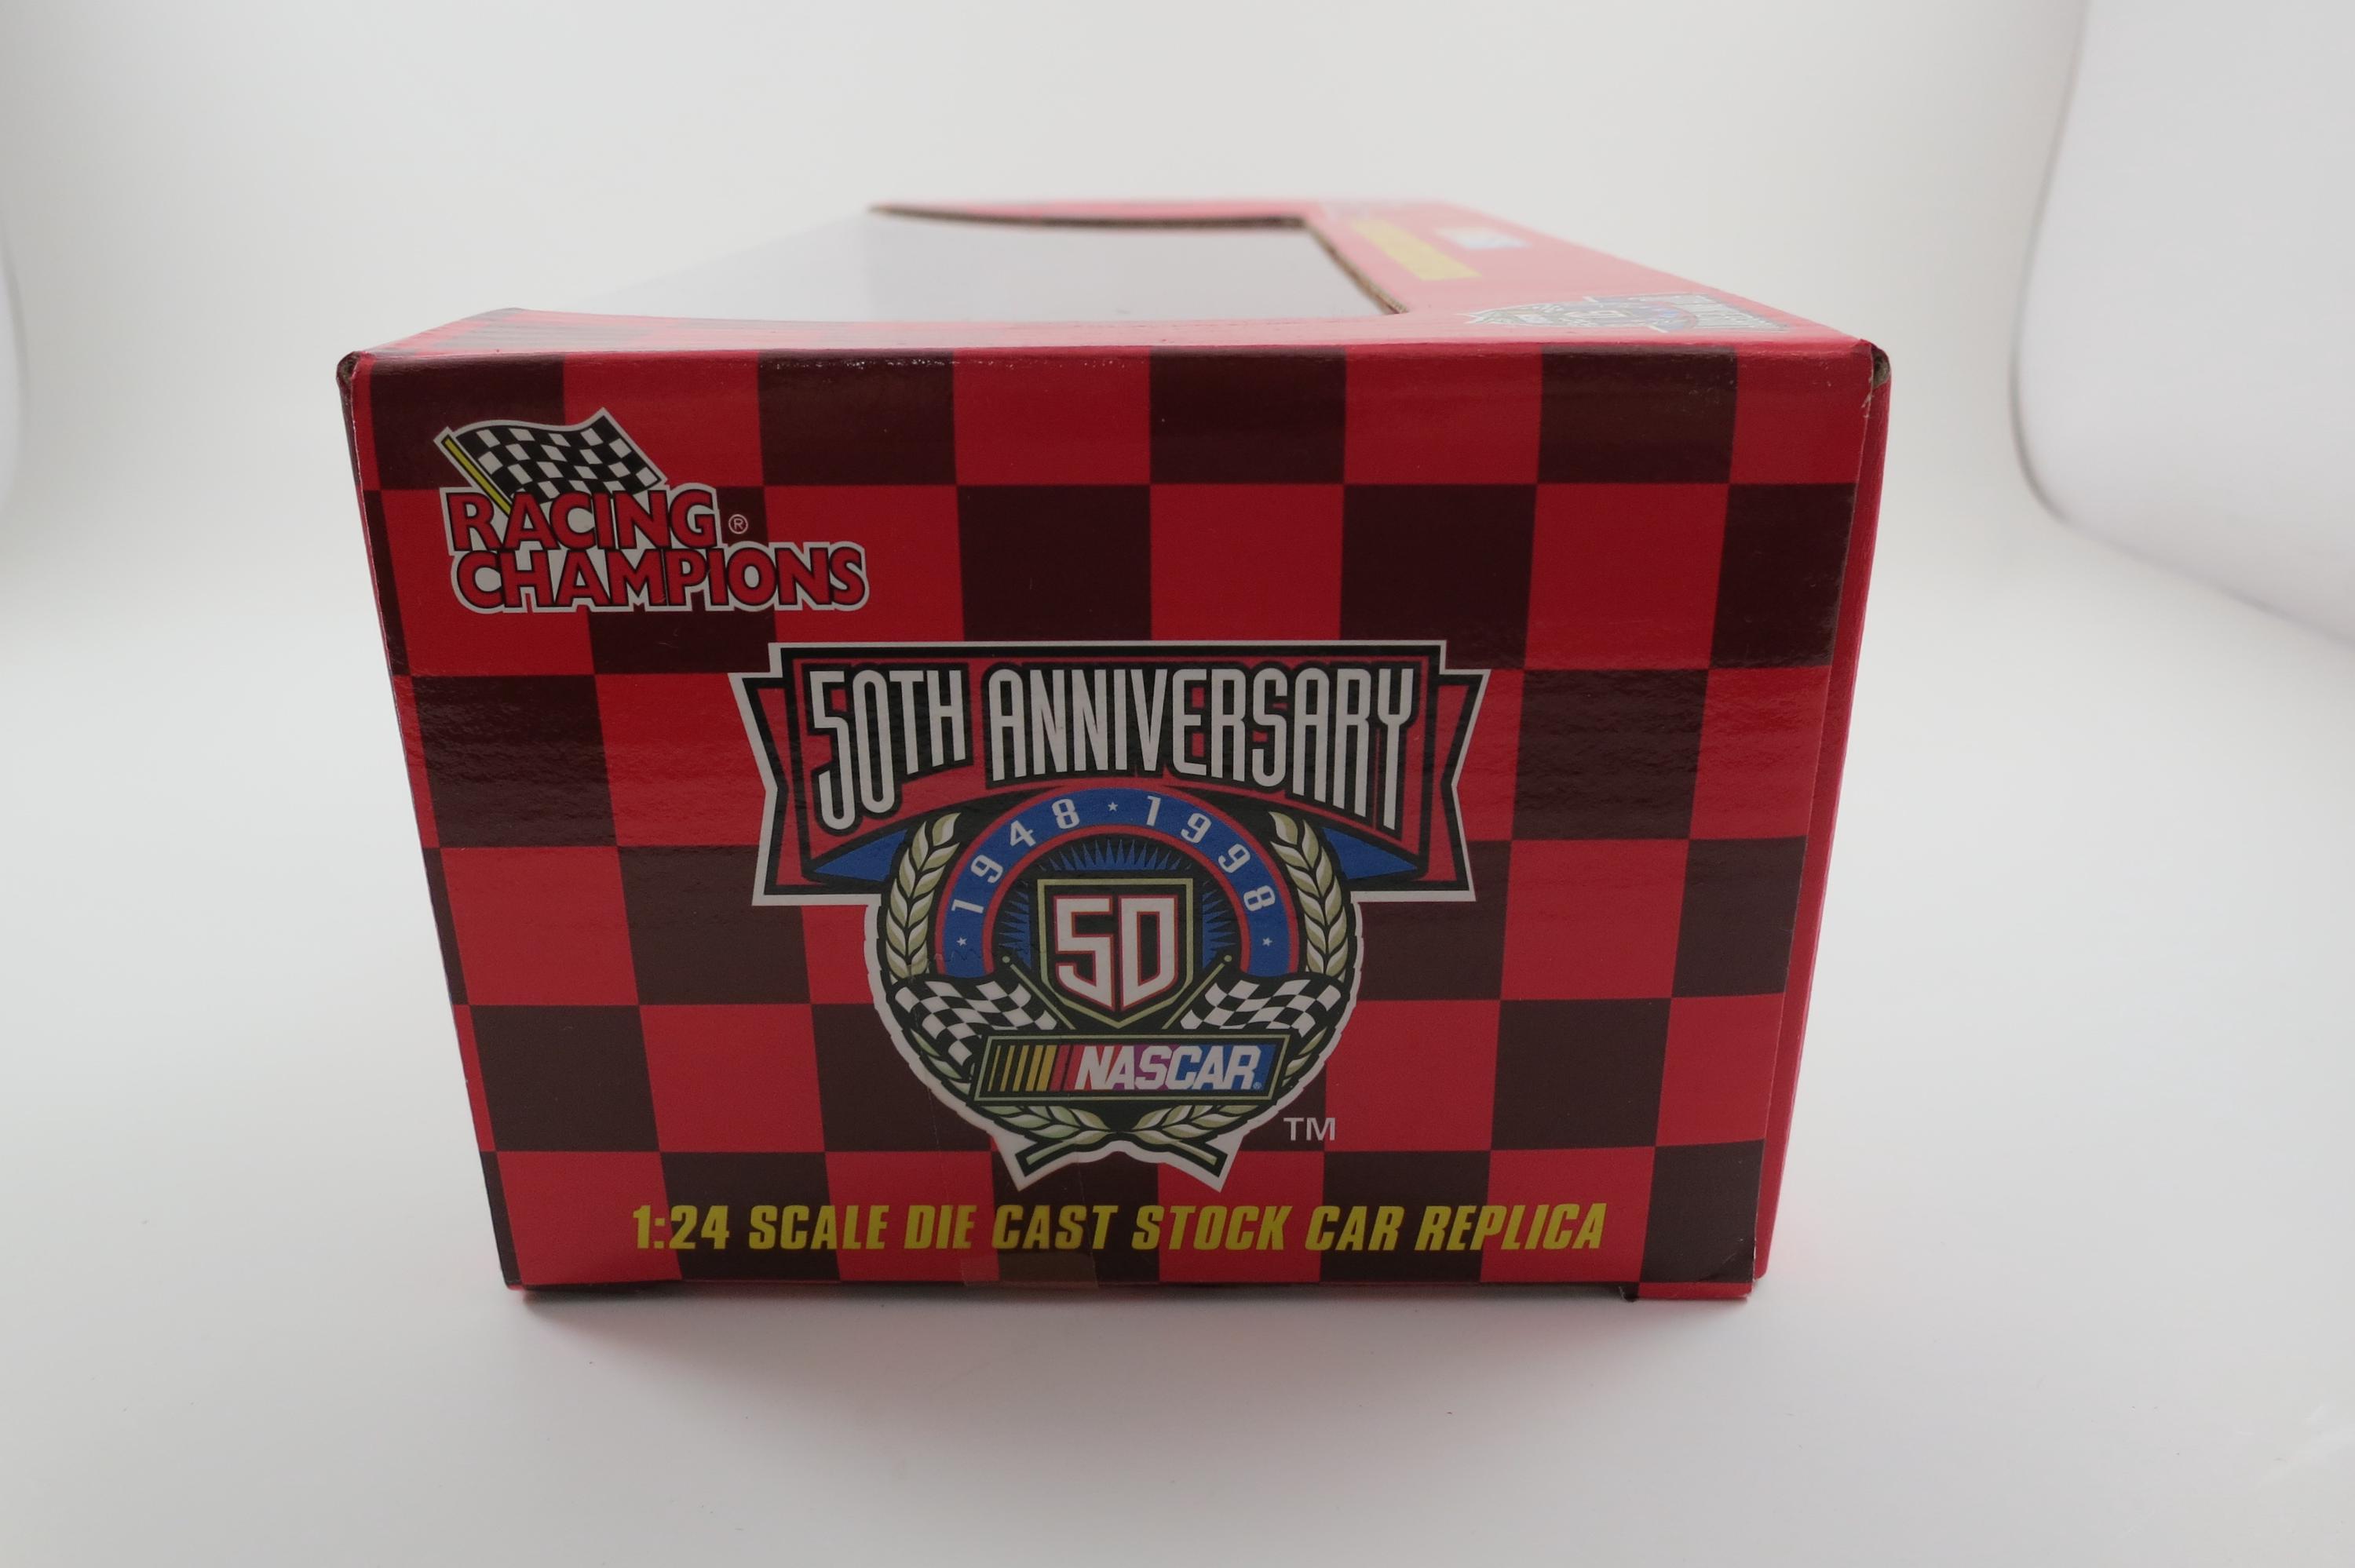 RACING ®
CHAMPIONS
50TH ANNIVERSARY
1948 ★ 1998
50
NASCAR®
TM
1:24 SCALE DIE CAST STOCK CAR REPLICA